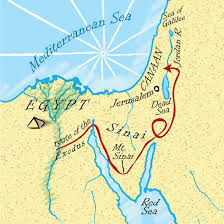 Mediterranean Sea
Sea
of
Galilee
Jordan R.
CANAAN
Jerusalem
Dead
Sea
EGYPT
route of the
Exodus
Sinai
Mt.
Sinai
Red
Sea